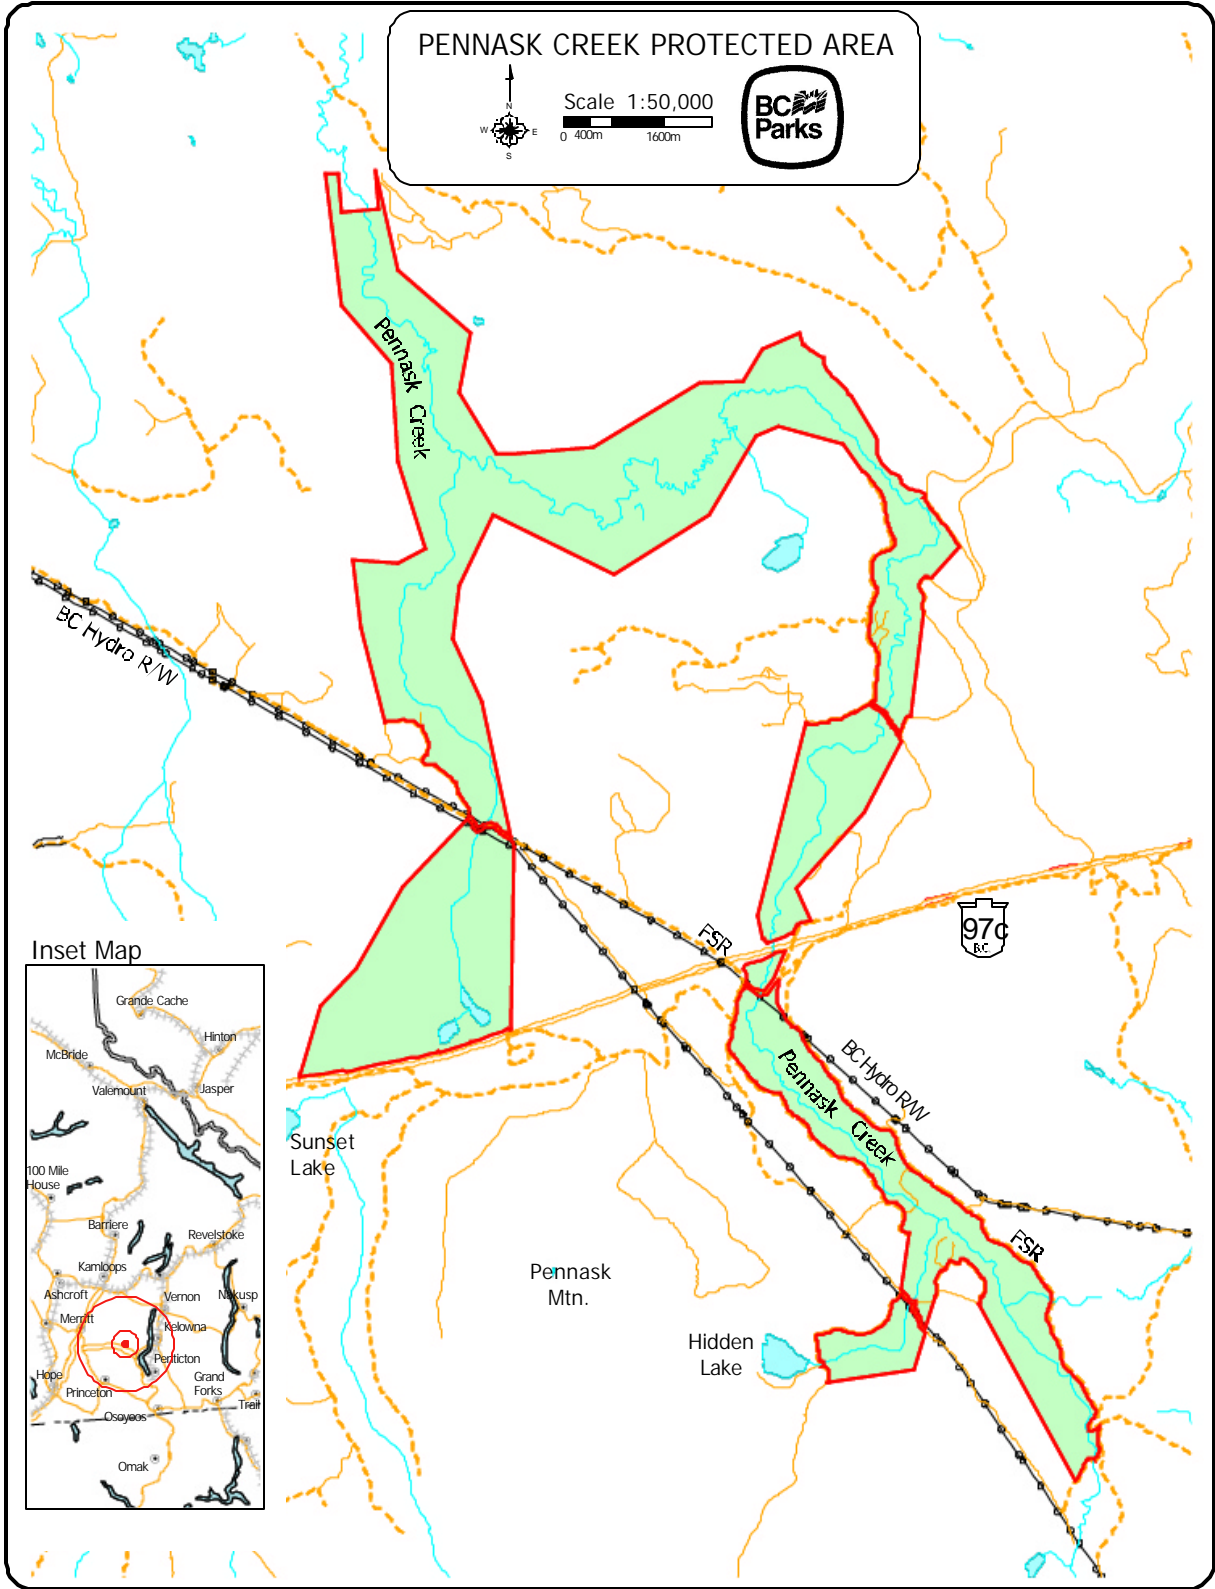 PENNASK CREEK PROTECTED AREA
N
W E
S
Scale 1:50,000
0 400m 1600m
BC
Parks
Pennask Creek
BC Hydro R/W
FSR
97c
B.C.
Pennask Creek
BC Hydro R/W
FSR
Sunset
Lake
Pennask
Mtn.
Hidden
Lake
Inset Map
Grande Cache
Hinton
McBride
Jasper
Valemount
100 Mile
House
Barriere
Revelstoke
Kamloops
Ashcroft
Vernon
Nakusp
Merritt
Kelowna
Penticton
Hope
Princeton
Grand
Forks
Trail
Osoyoos
Omak